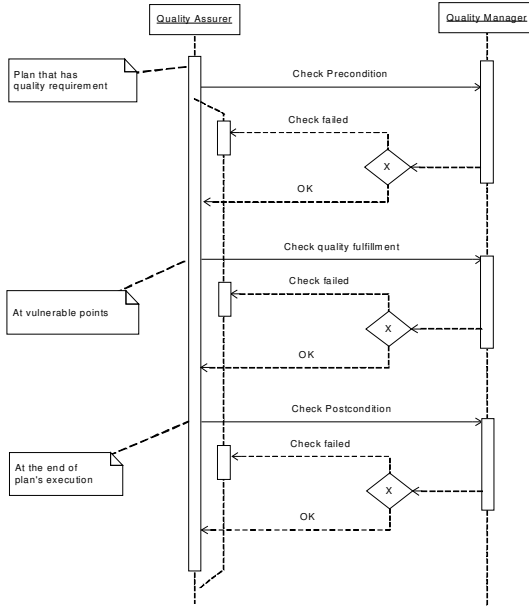 Quality Assurer
Quality Manager
Plan that has
quality requirement
Check Precondition
Check failed
X
OK
Check quality fulfillment
Check failed
At vulnerable points
X
OK
Check Postcondition
Check failed
At the end of
plan's execution
X
OK